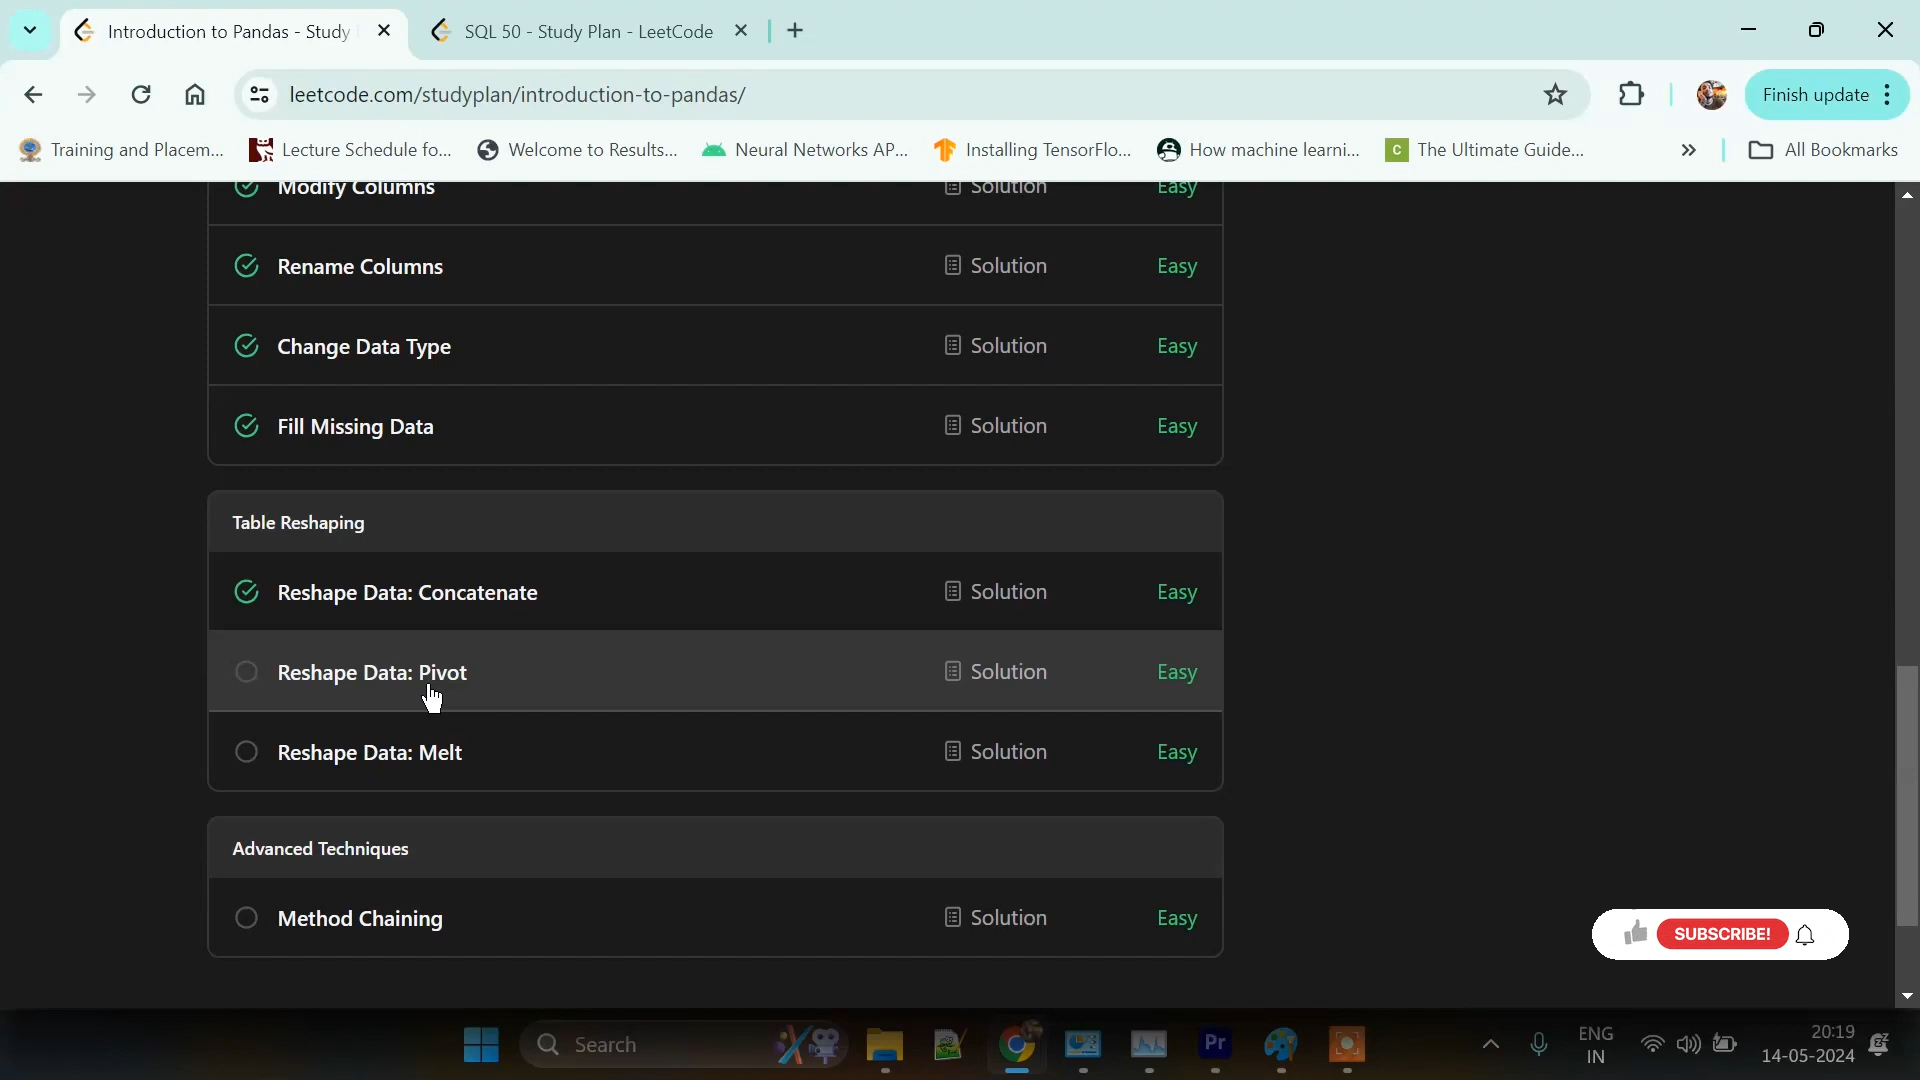 Introduction to Pandas - Study
SQL 50 - Study Plan - LeetCode
leetcode.com/studyplan/introduction-to-pandas/
Finish update
Training and Placem...
Lecture Schedule fo...
Welcome to Results...
Neural Networks AP...
Installing TensorFlo...
How machine learni...
C The Ultimate Guide...
»
All Bookmarks
Modify Columns Solution Easy
Rename Columns Solution Easy
Change Data Type Solution Easy
Fill Missing Data Solution Easy
Table Reshaping
Reshape Data: Concatenate Solution Easy
Reshape Data: Pivot Solution Easy
Reshape Data: Melt Solution Easy
Advanced Techniques
Method Chaining Solution Easy
SUBSCRIBE!
Search
Pr
ENG
IN
20:19
14-05-2024